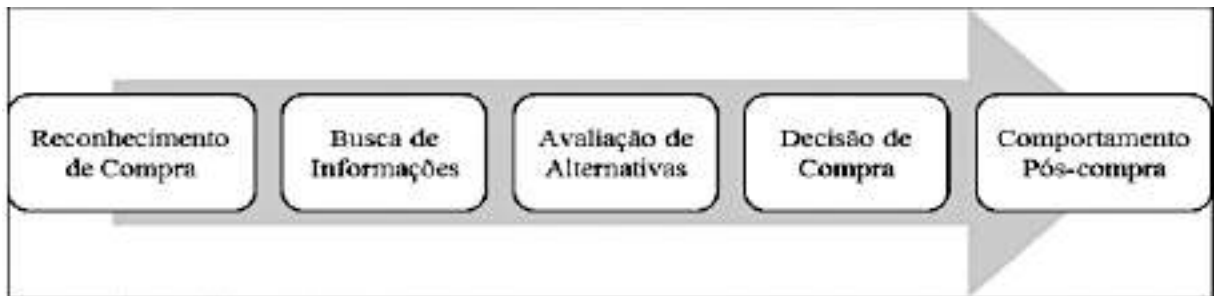 Reconhecimento
de Compra
Busca de
Informações
Avaliação de
Alternativas
Decisão de
Compra
Comportamento
Pós-compra